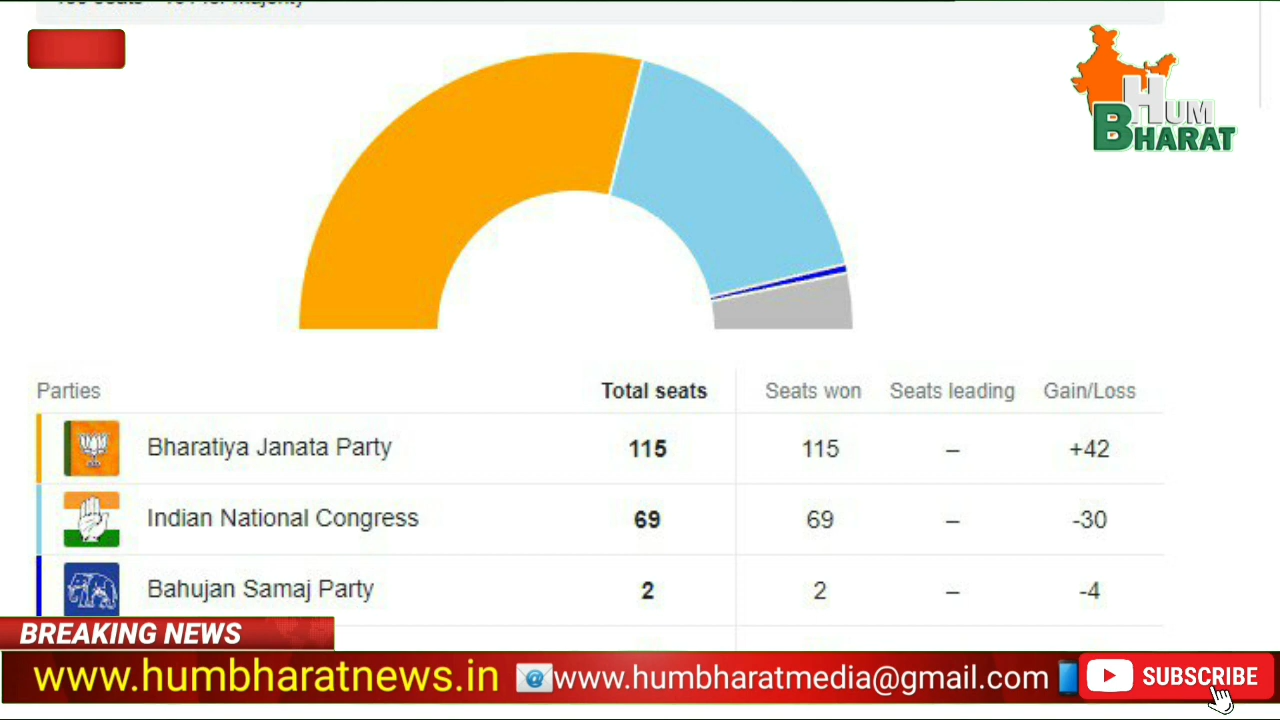 HUM
BHARAT
Parties Total seats Seats won Seats leading Gain/Loss
Bharatiya Janata Party 115 115 – +42
Indian National Congress 69 69 – -30
Bahujan Samaj Party 2 2 – -4
BREAKING NEWS
www.humbharatnews.in www.humbharatmedia@gmail.com SUBSCRIBE